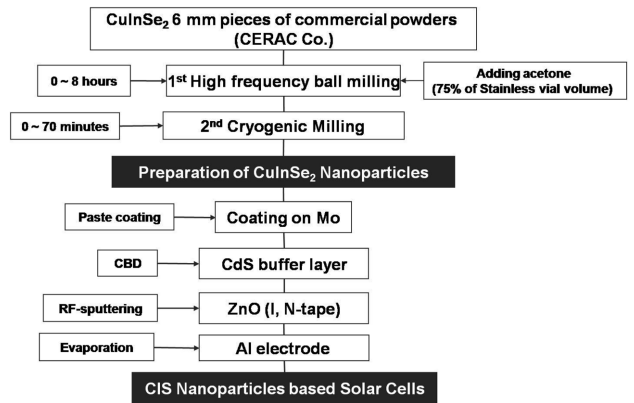 CuInSe₂ 6 mm pieces of commercial powders
(CERAC Co.)
0 ~ 8 hours
1st High frequency ball milling
Adding acetone
(75% of Stainless vial volume)
0 ~ 70 minutes
2nd Cryogenic Milling
Preparation of CuInSe₂ Nanoparticles
Paste coating
Coating on Mo
CBD
CdS buffer layer
RF-sputtering
ZnO (I, N-tape)
Evaporation
Al electrode
CIS Nanoparticles based Solar Cells